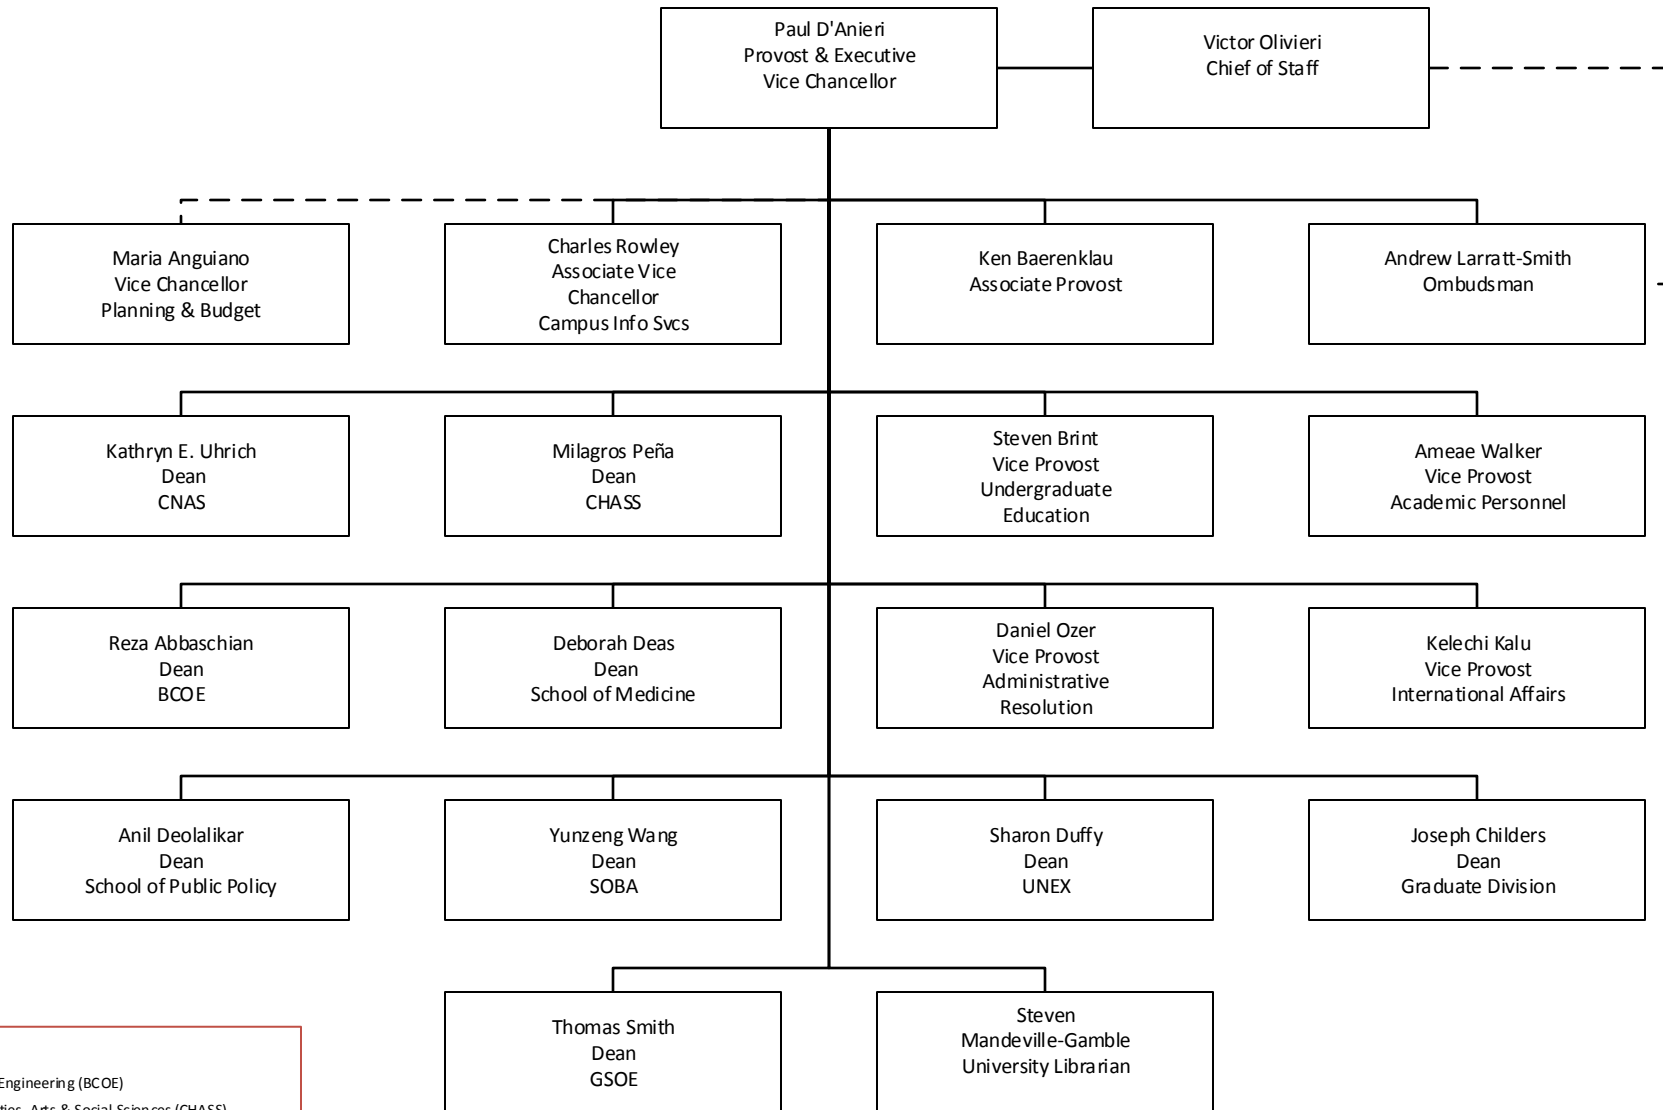 Paul D'Anieri
Provost & Executive
Vice Chancellor
Victor Olivieri
Chief of Staff
Maria Anguiano
Vice Chancellor
Planning & Budget
Charles Rowley
Associate Vice
Chancellor
Campus Info Svcs
Ken Baerenklau
Associate Provost
Andrew Larratt-Smith
Ombudsman
Kathryn E. Uhrich
Dean
CNAS
Milagros Peña
Dean
CHASS
Steven Brint
Vice Provost
Undergraduate
Education
Ameae Walker
Vice Provost
Academic Personnel
Reza Abbaschian
Dean
BCOE
Deborah Deas
Dean
School of Medicine
Daniel Ozer
Vice Provost
Administrative
Resolution
Kelechi Kalu
Vice Provost
International Affairs
Anil Deolalikar
Dean
School of Public Policy
Yunzeng Wang
Dean
SOBA
Sharon Duffy
Dean
UNEX
Joseph Childers
Dean
Graduate Division
Thomas Smith
Dean
GSOE
Steven
Mandeville-Gamble
University Librarian
Engineering (BCOE)
Arts & Social Sciences (CHASS)